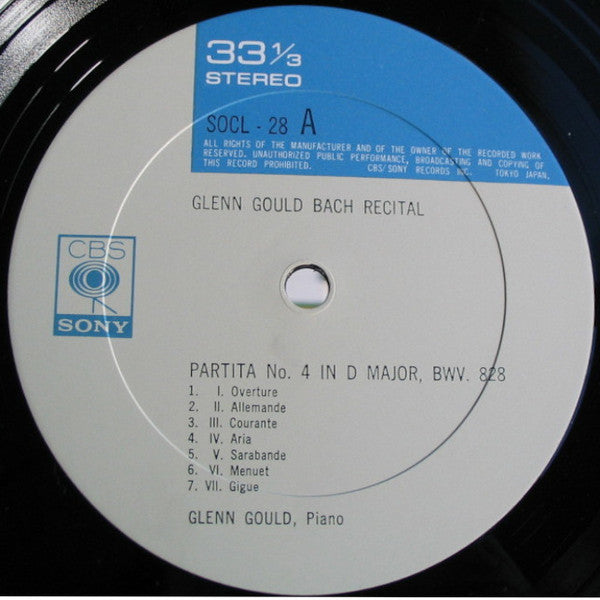 33 1/3
STEREO
SOCL - 28 A
ALL RIGHTS OF THE MANUFACTURER AND OF THE OWNER OF THE RECORDED WORK
RESERVED. UNAUTHORIZED PUBLIC PERFORMANCE, BROADCASTING AND COPYING OF
THIS RECORD PROHIBITED. CBS/SONY RECORDS INC. TOKYO JAPAN,
GLENN GOULD BACH RECITAL
CBS
SONY
PARTITA No. 4 IN D MAJOR, BWV. 828
1. I. Overture
2. II. Allemande
3. III. Courante
4. IV. Aria
5. V. Sarabande
6. VI. Menuet
7. VII. Gigue
GLENN GOULD, Piano